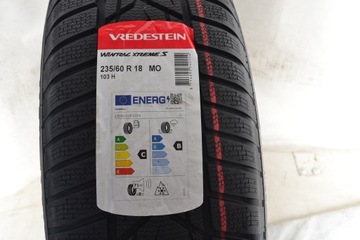 VREDESTEIN
WINTRAC XTREME S
235/60 R 18 MO
103 H
ENERG
C
B